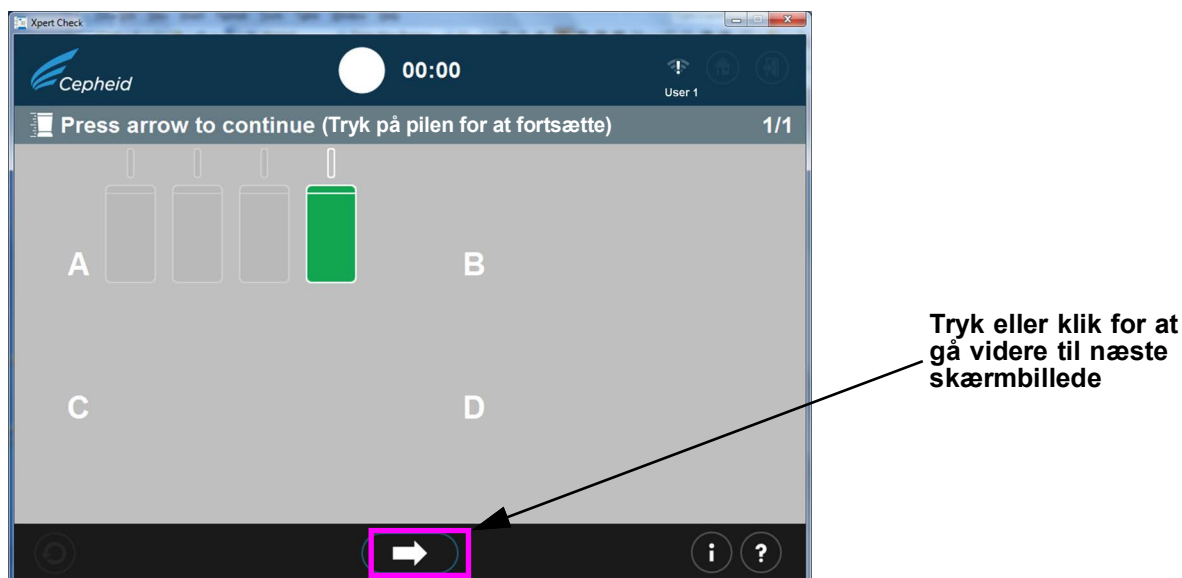 Xpert Check
Cepheid
00:00
User 1
Press arrow to continue (Tryk på pilen for at fortsætte) 1/1
A
B
C
D
Tryk eller klik for at
gå videre til næste
skærmbillede
i ?